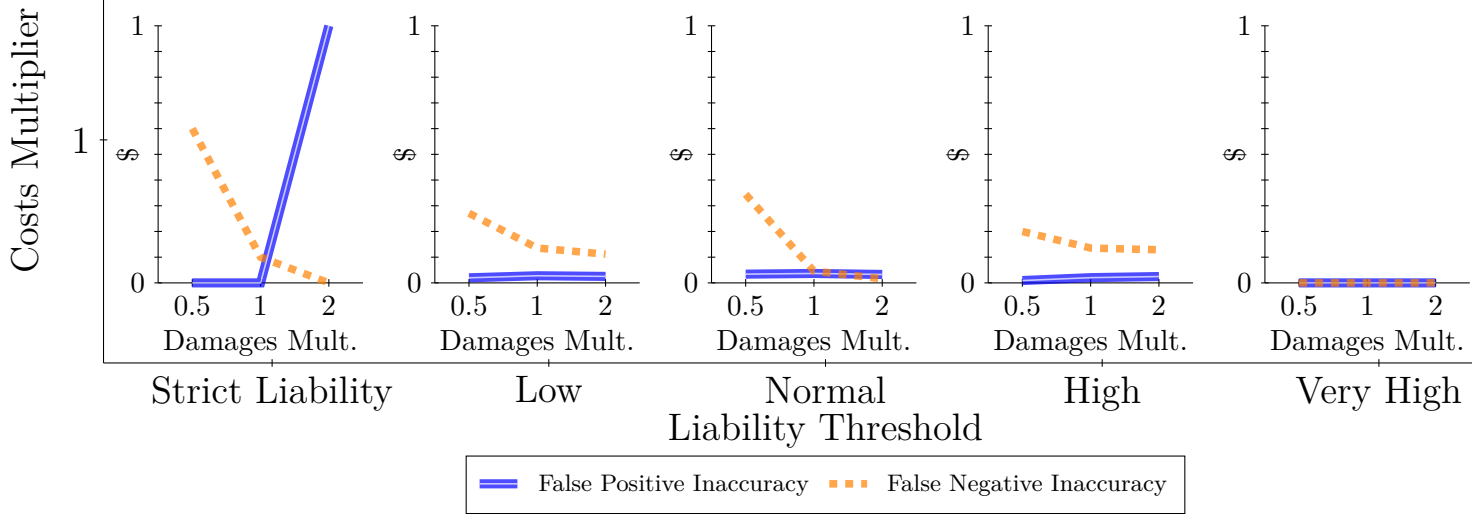 Costs Multiplier
1
1
$
0
0.5 1 2
Damages Mult.
1
$
0
0.5 1 2
Damages Mult.
1
$
0
0.5 1 2
Damages Mult.
1
$
0
0.5 1 2
Damages Mult.
1
$
0
0.5 1 2
Damages Mult.
Strict Liability
Low
Normal
High
Very High
Liability Threshold
False Positive Inaccuracy
False Negative Inaccuracy